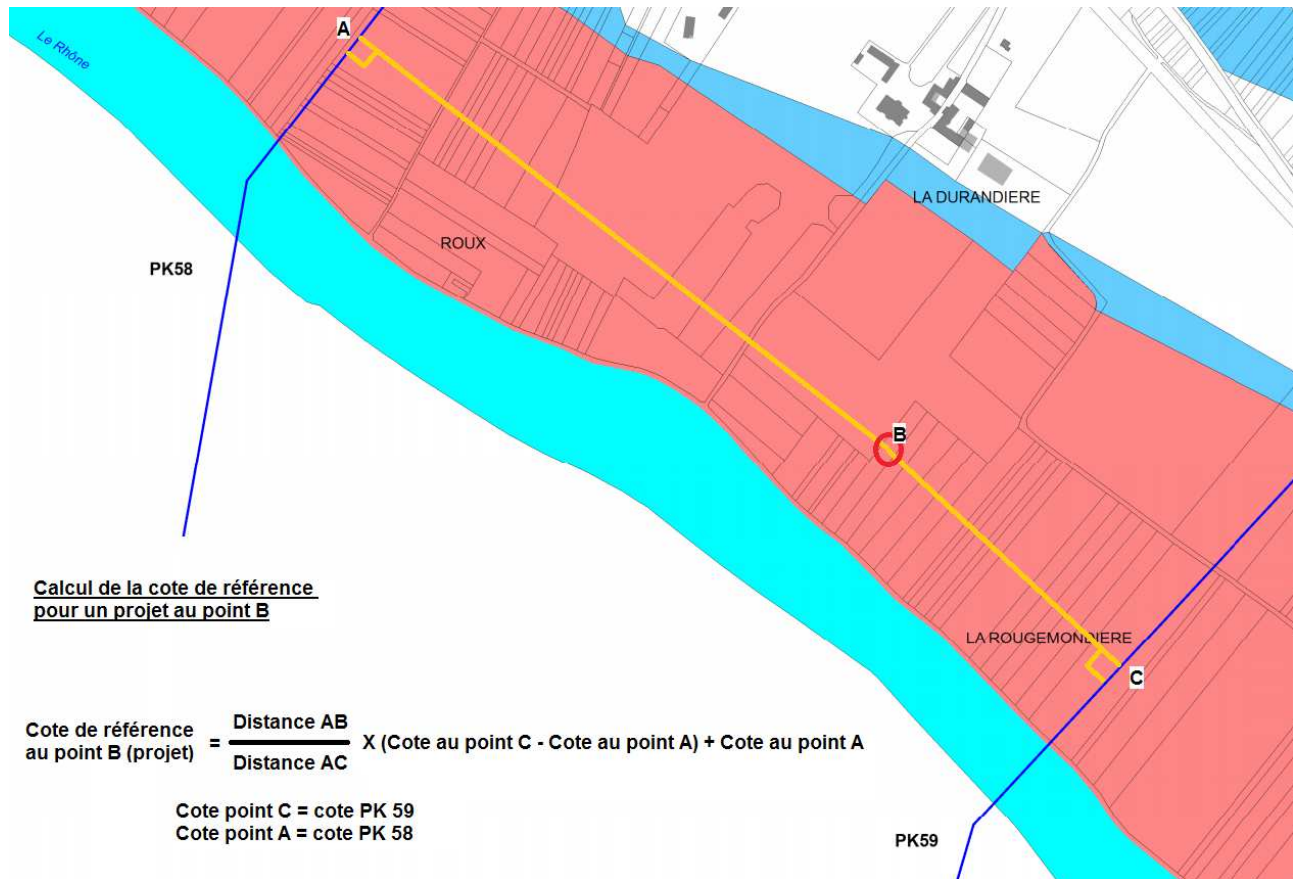 A
Le Rhône
LA DURANDIERE
ROUX
PK58
B
Calcul de la cote de référence
pour un projet au point B
LA ROUGEMONDIERE
C
Cote de référence
au point B (projet)
=
Distance AB
Distance AC
X (Cote au point C - Cote au point A) + Cote au point A
Cote point C = cote PK 59
Cote point A = cote PK 58
PK59